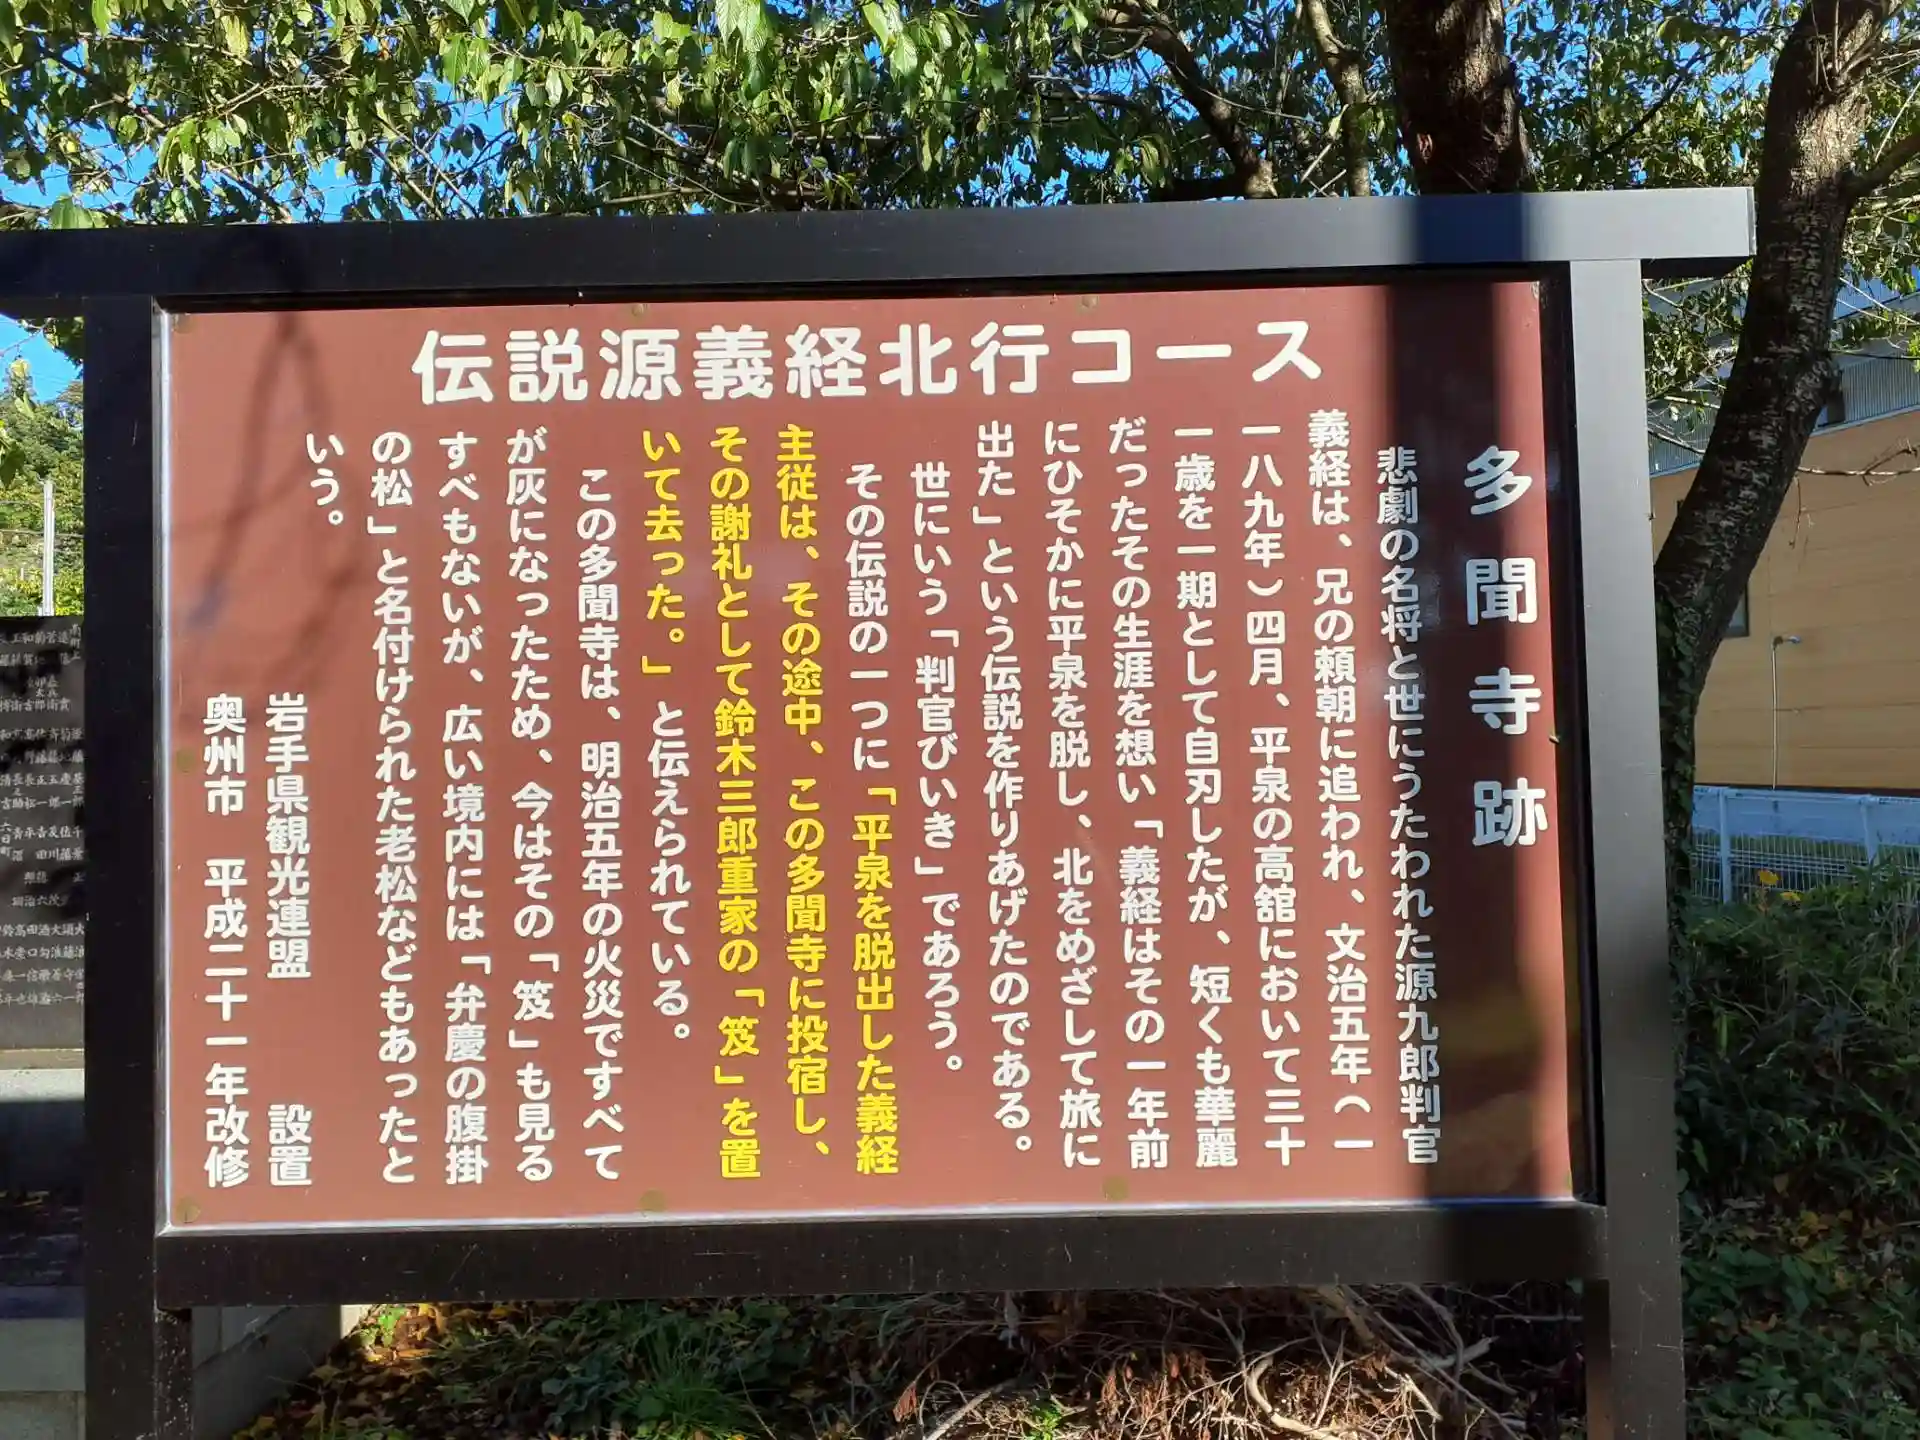 伝説源義経北行コース
多聞寺跡
悲劇の名将と世にうたわれた源九郎判官
義経は、兄の頼朝に追われ、文治五年（一
一八九年）四月、平泉の高舘において三十
一歳を一期として自刃したが、短くも華麗
だったその生涯を想い「義経はその一年前
にひそかに平泉を脱し、北をめざして旅に
出た」という伝説を作りあげたのである。
世にいう「判官びいき」であろう。
その伝説の一つに「平泉を脱出した義経
主従は、その途中、この多聞寺に投宿し、
その謝礼として鈴木三郎重家の「笈」を置
いて去った。」と伝えられている。
この多聞寺は、明治五年の火災ですべて
が灰になったため、今はその「笈」も見る
すべもないが、広い境内には「弁慶の腹掛
の松」と名付けられた老松などもあったと
いう。
岩手県観光連盟 設置
奥州市 平成二十一年改修